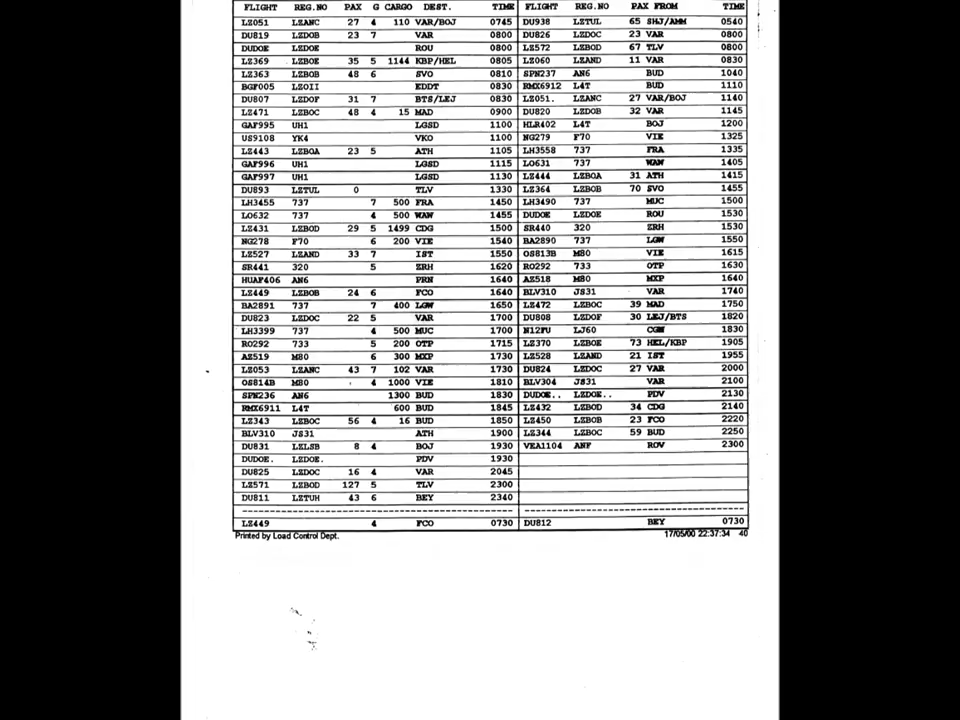 FLIGHT REG.NO PAX G CARGO DEST. TIME FLIGHT REG.NO PAX FROM TIME
LZ051 LZANC 27 4 110 VAR/BOJ 0745 DU938 LZTUL 65 SHJ/AMM 0540
DU819 LZDOB 23 7 VAR 0800 DU826 LZDOC 23 VAR 0800
DUDOE LZDOE ROU 0800 LZ572 LZBOD 67 TLV 0800
LZ369 LZBOE 35 5 1144 KBP/HEL 0805 LZ060 LZAND 11 VAR 0830
LZ363 LZBOB 48 6 SVO 0810 SPN237 AN6 BUD 1040
BGF005 LZOII EDDT 0830 RMX6912 L4T BUD 1110
DU807 LZDOF 31 7 BTS/LEJ 0830 LZ051. LZANC 27 VAR/BOJ 1140
LZ471 LZBOC 48 4 15 MAD 0900 DU820 LZDOB 32 VAR 1145
GAF995 UH1 LGSD 1100 HLR402 L4T BOJ 1200
US9108 YK4 VKO 1100 NG279 F70 VIE 1325
LZ443 LZBOA 23 5 ATH 1105 LH3558 737 FRA 1335
GAF996 UH1 LGSD 1115 LO631 737 WAW 1405
GAF997 UH1 LGSD 1130 LZ444 LZBOA 31 ATH 1415
DU893 LZTUL 0 TLV 1330 LZ364 LZBOB 70 SVO 1455
LH3455 737 7 500 FRA 1450 LH3490 737 MUC 1500
LO632 737 4 500 WAW 1455 DUDOE LZDOE ROU 1530
LZ431 LZBOD 29 5 1499 CDG 1500 SR440 320 ZRH 1530
NG278 F70 6 200 VIE 1540 BA2890 737 LGW 1550
LZ527 LZAND 33 7 IST 1550 OS813B M80 VIE 1615
SR441 320 5 ZRH 1620 RO292 733 OTP 1630
HUAF406 AN6 PRN 1640 AZ518 M80 MXP 1640
LZ449 LZBOB 24 6 FCO 1640 BLV310 JS31 VAR 1740
BA2891 737 7 400 LGW 1650 LZ472 LZBOC 39 MAD 1750
DU823 LZDOC 22 5 VAR 1700 DU808 LZDOF 30 LEJ/BTS 1820
LH3399 737 4 500 MUC 1700 N12FU LJ60 CGN 1830
RO292 733 5 200 OTP 1715 LZ370 LZBOE 73 HEL/KBP 1905
AZ519 M80 6 300 MXP 1730 LZ528 LZAND 21 IST 1955
LZ053 LZANC 43 7 102 VAR 1730 DU824 LZDOC 27 VAR 2000
OS814B M80 4 1000 VIE 1810 BLV304 JS31 VAR 2100
SPN236 AN6 1300 BUD 1830 DUDOE.. LZDOE.. PDV 2130
RMX6911 L4T 600 BUD 1845 LZ432 LZBOD 34 CDG 2140
LZ343 LZBOC 56 4 16 BUD 1850 LZ450 LZBOB 23 FCO 2220
BLV310 JS31 ATH 1900 LZ344 LZBOC 59 BUD 2250
DU831 LZLSB 8 4 BOJ 1930 VEA1104 ANF ROV 2300
DUDOE. LZDOE. PDV 1930
DU825 LZDOC 16 4 VAR 2045
LZ571 LZBOD 127 5 TLV 2300
DU811 LZTUH 43 6 BEY 2340
LZ449 4 FCO 0730 DU812 BEY 0730
Printed by Load Control Dept. 17/05/00 22:37:34 40